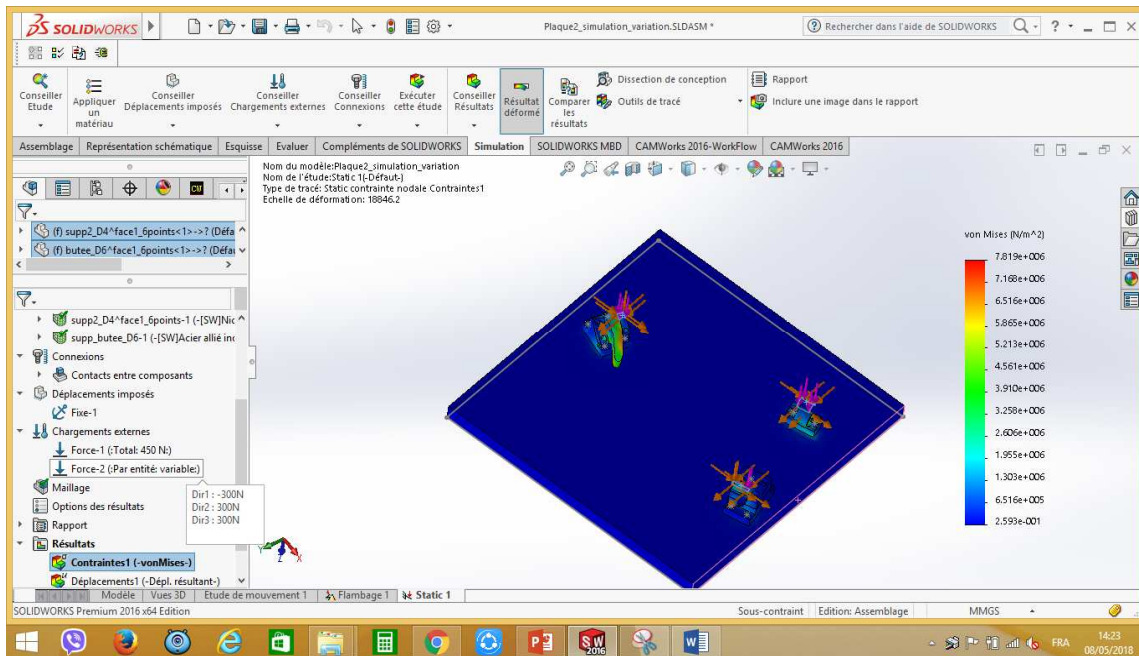 SOLIDWORKS
Plaque2_simulation_variation.SLDASM *
Rechercher dans l'aide de SOLIDWORKS
Conseiller Etude
Appliquer un matériau
Conseiller Déplacements imposés
Conseiller Chargements externes
Conseiller Connexions
Exécuter cette étude
Conseiller Résultats
Résultat déformé
Comparer les résultats
Dissection de conception
Outils de tracé
Rapport
Inclure une image dans le rapport
Assemblage
Représentation schématique
Esquisse
Evaluer
Compléments de SOLIDWORKS
Simulation
SOLIDWORKS MBD
CAMWorks 2016-WorkFlow
CAMWorks 2016
Nom du modèle:Plaque2_simulation_variation
Nom de l'étude:Static 1(-Défaut-)
Type de tracé: Static contrainte nodale Contraintes1
Echelle de déformation: 18846.2
(f) supp2_D4^face1_6points<1>->? (Défa
(f) butee_D6^face1_6points<1>->? (Défa
supp2_D4^face1_6points-1 (-[SW]Nic
supp_butee_D6-1 (-[SW]Acier allié ino
Connexions
Contacts entre composants
Déplacements imposés
Fixe-1
Chargements externes
Force-1 (:Total: 450 N:)
Force-2 (:Par entité: variable:)
Dir1 : -300N
Dir2 : 300N
Dir3 : 300N
Maillage
Options des résultats
Rapport
Résultats
Contraintes1 (-vonMises-)
Déplacements1 (-Dépl. résultant-)
von Mises (N/m^2)
7.819e+006
7.168e+006
6.516e+006
5.865e+006
5.213e+006
4.561e+006
3.910e+006
3.258e+006
2.606e+006
1.955e+006
1.303e+006
6.516e+005
2.593e-001
Modèle
Vues 3D
Etude de mouvement 1
Flambage 1
Static 1
SOLIDWORKS Premium 2016 x64 Edition
Sous-contraint
Edition: Assemblage
MMGS
FRA
14:23
08/05/2018